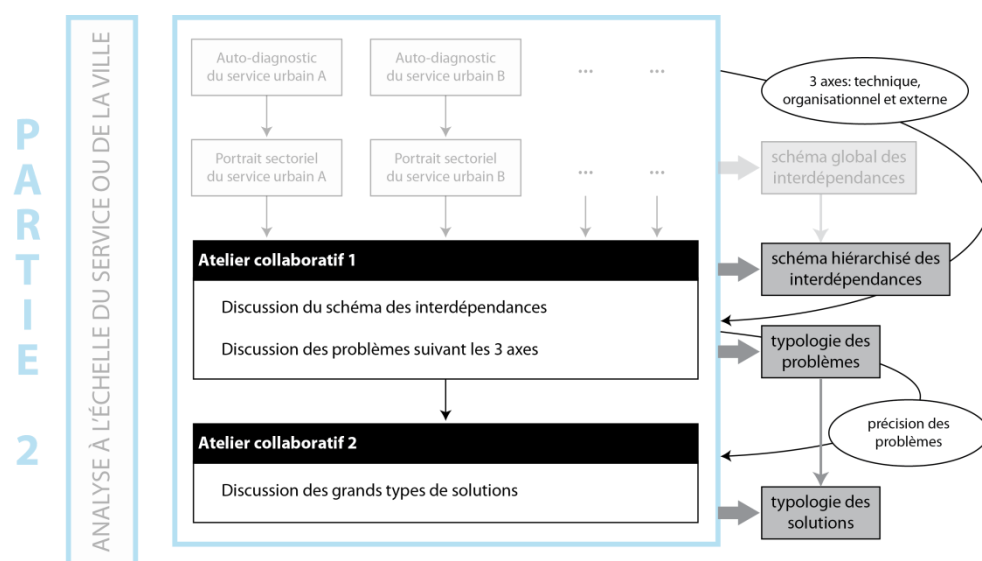 PARTIE 2
ANALYSE À L'ÉCHELLE DU SERVICE OU DE LA VILLE
Auto-diagnostic
du service urbain A
Auto-diagnostic
du service urbain B
... ...
3 axes: technique,
organisationnel et externe
Portrait sectoriel
du service urbain A
Portrait sectoriel
du service urbain B
... ...
schéma global des
interdépendances
Atelier collaboratif 1
Discussion du schéma des interdépendances
Discussion des problèmes suivant les 3 axes
schéma hiérarchisé des
interdépendances
typologie des
problèmes
précision des
problèmes
Atelier collaboratif 2
Discussion des grands types de solutions
typologie des
solutions